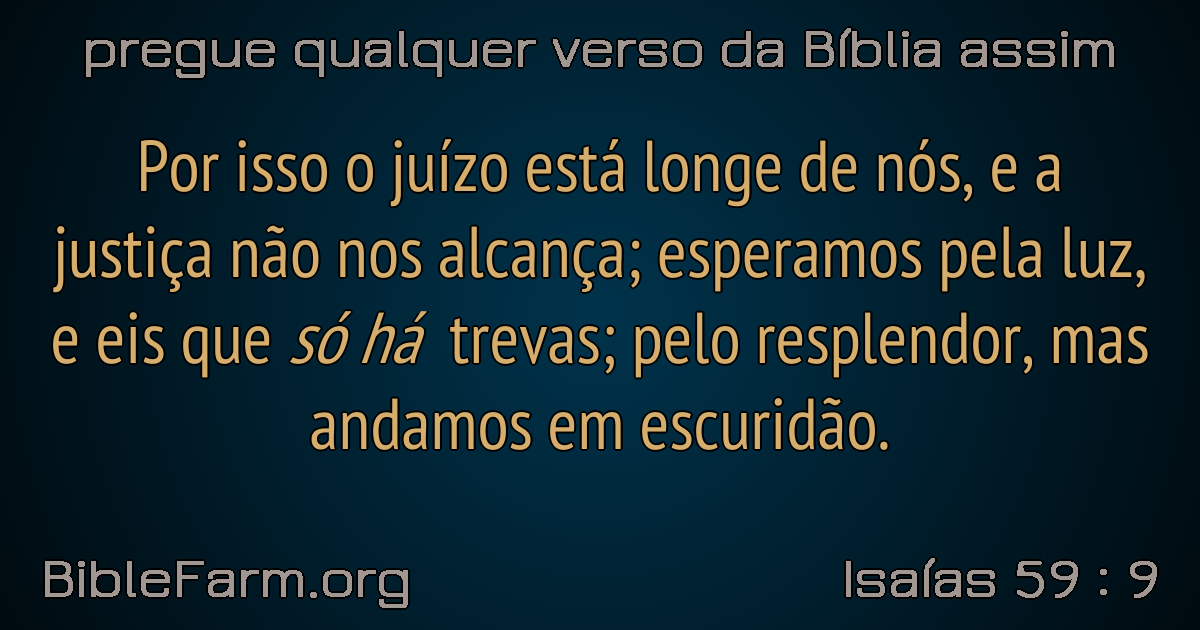 pregue qualquer verso da Bíblia assim
Por isso o juízo está longe de nós, e a
justiça não nos alcança; esperamos pela luz,
e eis que só há trevas; pelo resplendor, mas
andamos em escuridão.
BibleFarm.org
Isaías 59 : 9